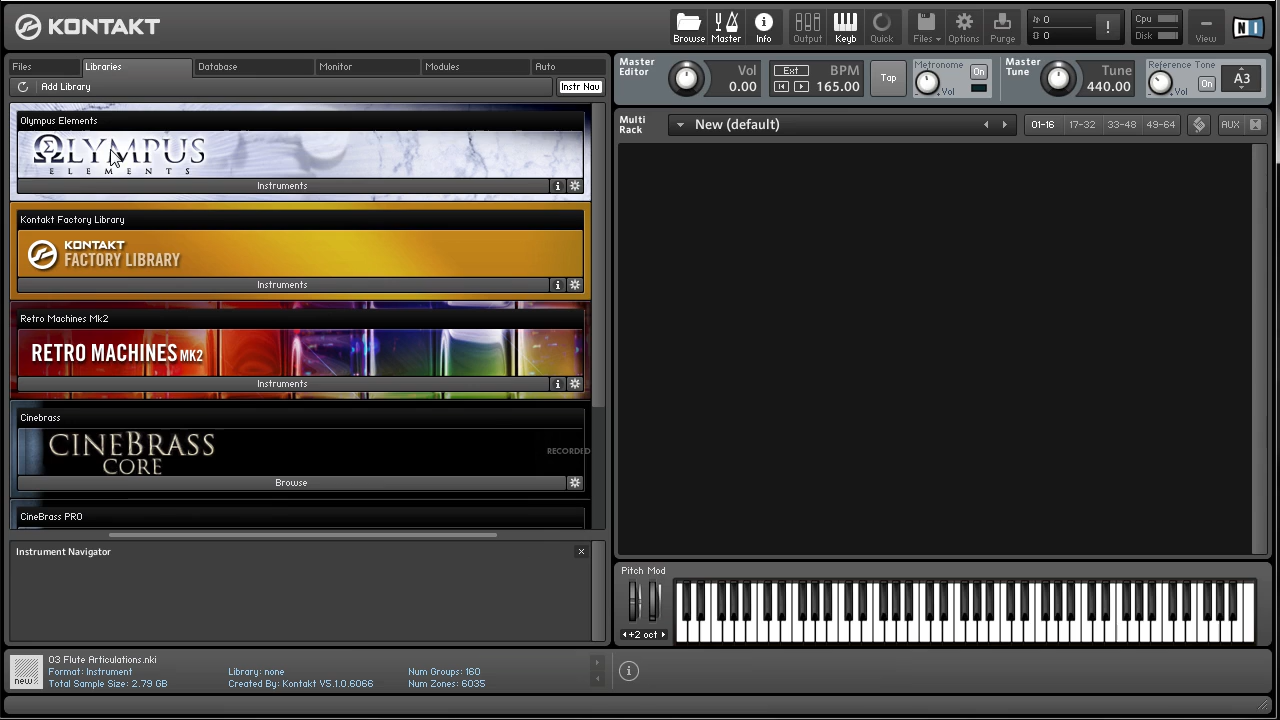 KONTAKT
Browse Master Info Output Keyb Quick Files Options Purge
0
0
!
Cpu
Disk
View
NI
Files Libraries Database Monitor Modules Auto
Add Library
Instr Nav
Olympus Elements
ΩLYMPUS
ELEMENTS
Instruments
i
Kontakt Factory Library
KONTAKT
FACTORY LIBRARY
Instruments
i
Retro Machines Mk2
RETRO MACHINES MK2
Instruments
i
Cinebrass
CINEBRASS
CORE
RECORDED
Browse
CineBrass PRO
Instrument Navigator
×
03 Flute Articulations.nki
Format: Instrument
Total Sample Size: 2.79 GB
Library: none
Created By: Kontakt V5.1.0.6066
Num Groups: 160
Num Zones: 6035
new
Master
Editor
Vol
0.00
Ext
BPM
165.00
Tap
Metronome
On
Vol
Master
Tune
Tune
440.00
Reference Tone
Vol
On
A3
Multi
Rack
New (default)
01-16 17-32 33-48 49-64
AUX
Pitch Mod
+2 oct
i